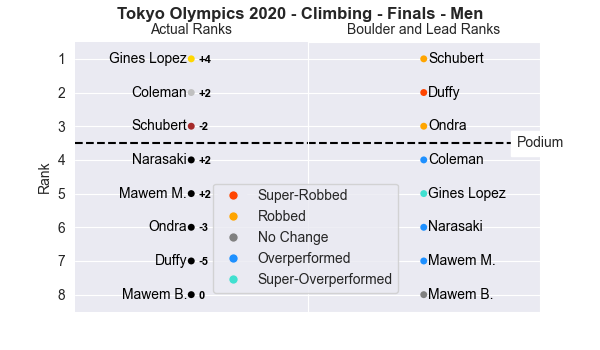 Tokyo Olympics 2020 - Climbing - Finals - Men
Actual Ranks Boulder and Lead Ranks
1 Gines Lopez +4 Schubert
2 Coleman +2 Duffy
3 Schubert -2 Ondra
Podium
4 Narasaki +2 Coleman
Rank
5 Mawem M. +2 Gines Lopez
6 Ondra -3 Narasaki
7 Duffy -5 Mawem M.
8 Mawem B. 0 Mawem B.
Super-Robbed
Robbed
No Change
Overperformed
Super-Overperformed